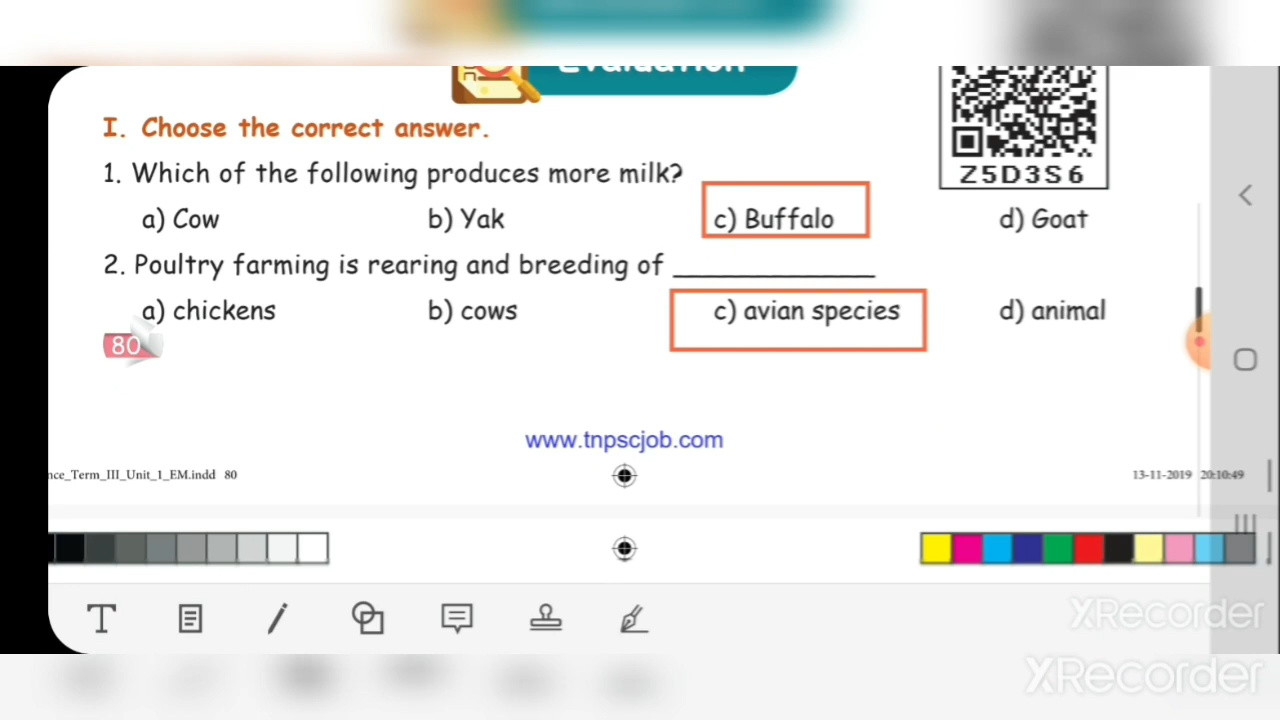 Evaluation
I. Choose the correct answer.
1. Which of the following produces more milk?
a) Cow b) Yak c) Buffalo d) Goat
Z5D3S6
2. Poultry farming is rearing and breeding of ____________
a) chickens b) cows c) avian species d) animal
80
www.tnpscjob.com
nce_Term_III_Unit_1_EM.indd 80
13-11-2019 20:10:49
T
XRecorder
XRecorder